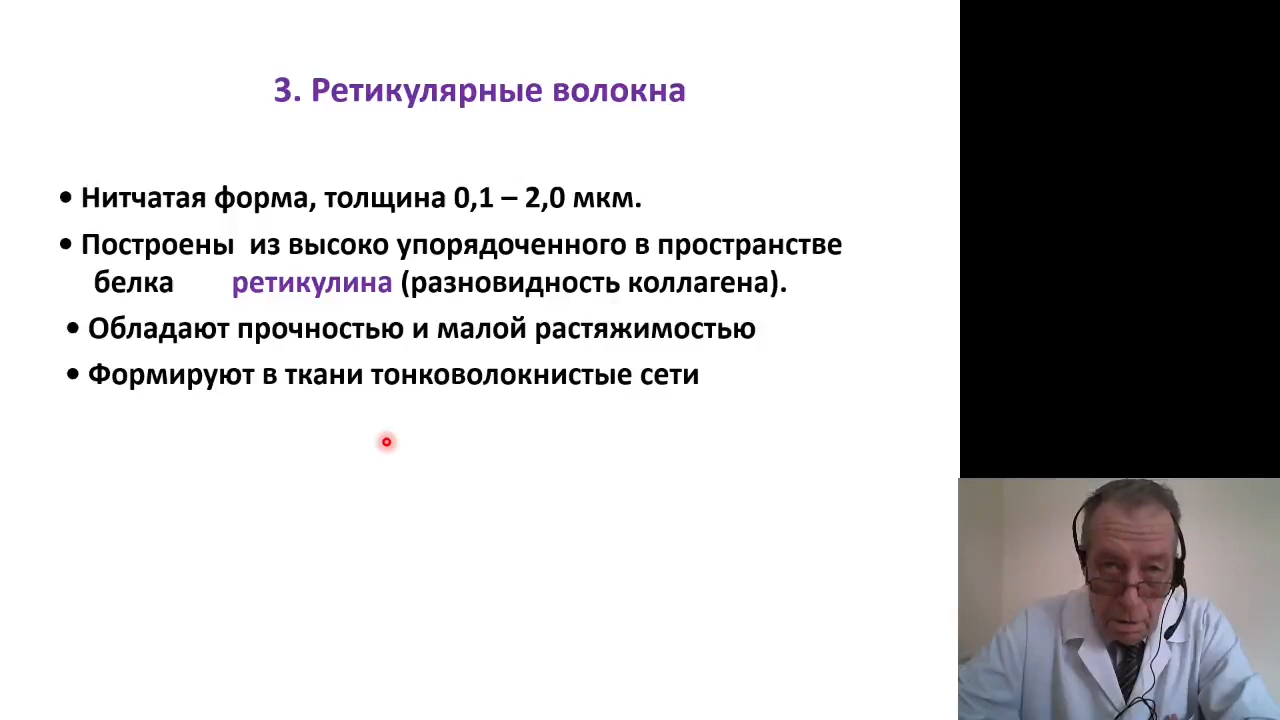 3. Ретикулярные волокна
• Нитчатая форма, толщина 0,1 – 2,0 мкм.
• Построены из высоко упорядоченного в пространстве
белка ретикулина (разновидность коллагена).
• Обладают прочностью и малой растяжимостью
• Формируют в ткани тонковолокнистые сети